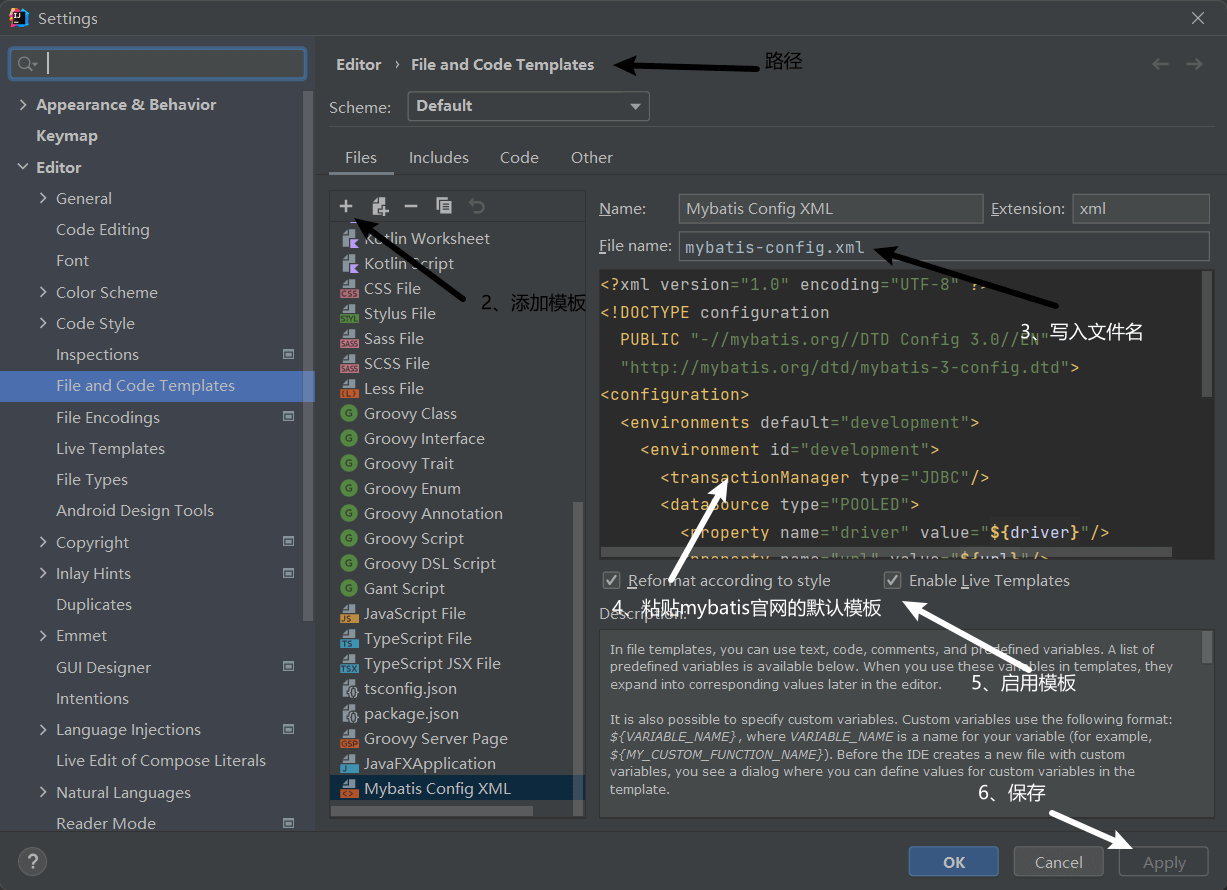 Settings
Editor › File and Code Templates
路径
Scheme: Default
Appearance & Behavior
Keymap
Editor
General
Code Editing
Font
Color Scheme
Code Style
Inspections
File and Code Templates
File Encodings
Live Templates
File Types
Android Design Tools
Copyright
Inlay Hints
Duplicates
Emmet
GUI Designer
Intentions
Language Injections
Live Edit of Compose Literals
Natural Languages
Reader Mode
Files Includes Code Other
Kotlin Worksheet
Kotlin Script
CSS File
Stylus File
Sass File
SCSS File
Less File
Groovy Class
Groovy Interface
Groovy Trait
Groovy Enum
Groovy Annotation
Groovy Script
Groovy DSL Script
Gant Script
JavaScript File
TypeScript File
TypeScript JSX File
tsconfig.json
package.json
Groovy Server Page
JavaFXApplication
Mybatis Config XML
2、添加模板
Name: Mybatis Config XML Extension: xml
File name: mybatis-config.xml
<?xml version="1.0" encoding="UTF-8" ?>
<!DOCTYPE configuration
PUBLIC "-//mybatis.org//DTD Config 3.0//EN"
3、写入文件名
"http://mybatis.org/dtd/mybatis-3-config.dtd">
<configuration>
<environments default="development">
<environment id="development">
<transactionManager type="JDBC"/>
<dataSource type="POOLED">
<property name="driver" value="${driver}"/>
<property name="url" value="${url}"/>
Reformat according to style Enable Live Templates
4、粘贴mybatis官网的默认模板
Description:
In file templates, you can use text, code, comments, and predefined variables. A list of
predefined variables is available below. When you use these variables in templates, they
expand into corresponding values later in the editor.
5、启用模板
It is also possible to specify custom variables. Custom variables use the following format:
${VARIABLE_NAME}, where VARIABLE_NAME is a name for your variable (for example,
${MY_CUSTOM_FUNCTION_NAME}). Before the IDE creates a new file with custom
variables, you see a dialog where you can define values for custom variables in the
template.
6、保存
? OK Cancel Apply